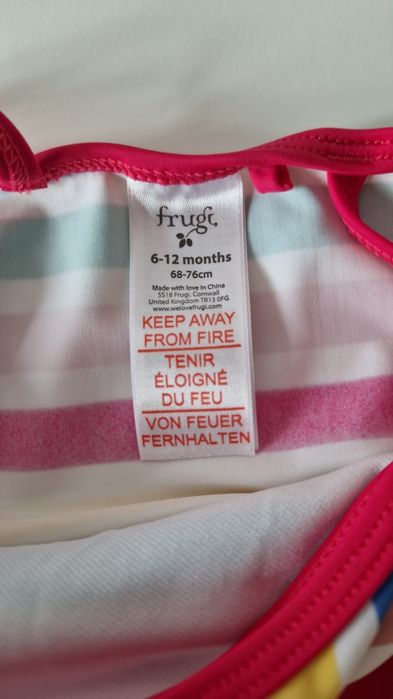 frugi
6-12 months
68-76cm
Made with love in China
SS18 Frugi, Cornwall
United Kingdom TR13 0FG
www.welovefrugi.com
KEEP AWAY
FROM FIRE
TENIR
ÉLOIGNÉ
DU FEU
VON FEUER
FERNHALTEN